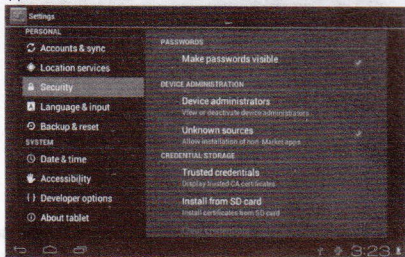 Settings
PERSONAL
Accounts & sync
Location services
Security
Language & input
Backup & reset
SYSTEM
Date & time
Accessibility
Developer options
About tablet
PASSWORDS
Make passwords visible
DEVICE ADMINISTRATION
Device administrators
View or deactivate device administrators
Unknown sources
Allow installation of non-Market apps
CREDENTIAL STORAGE
Trusted credentials
Display trusted CA certificates
Install from SD card
Install certificates from SD card
Clear credentials
3:23